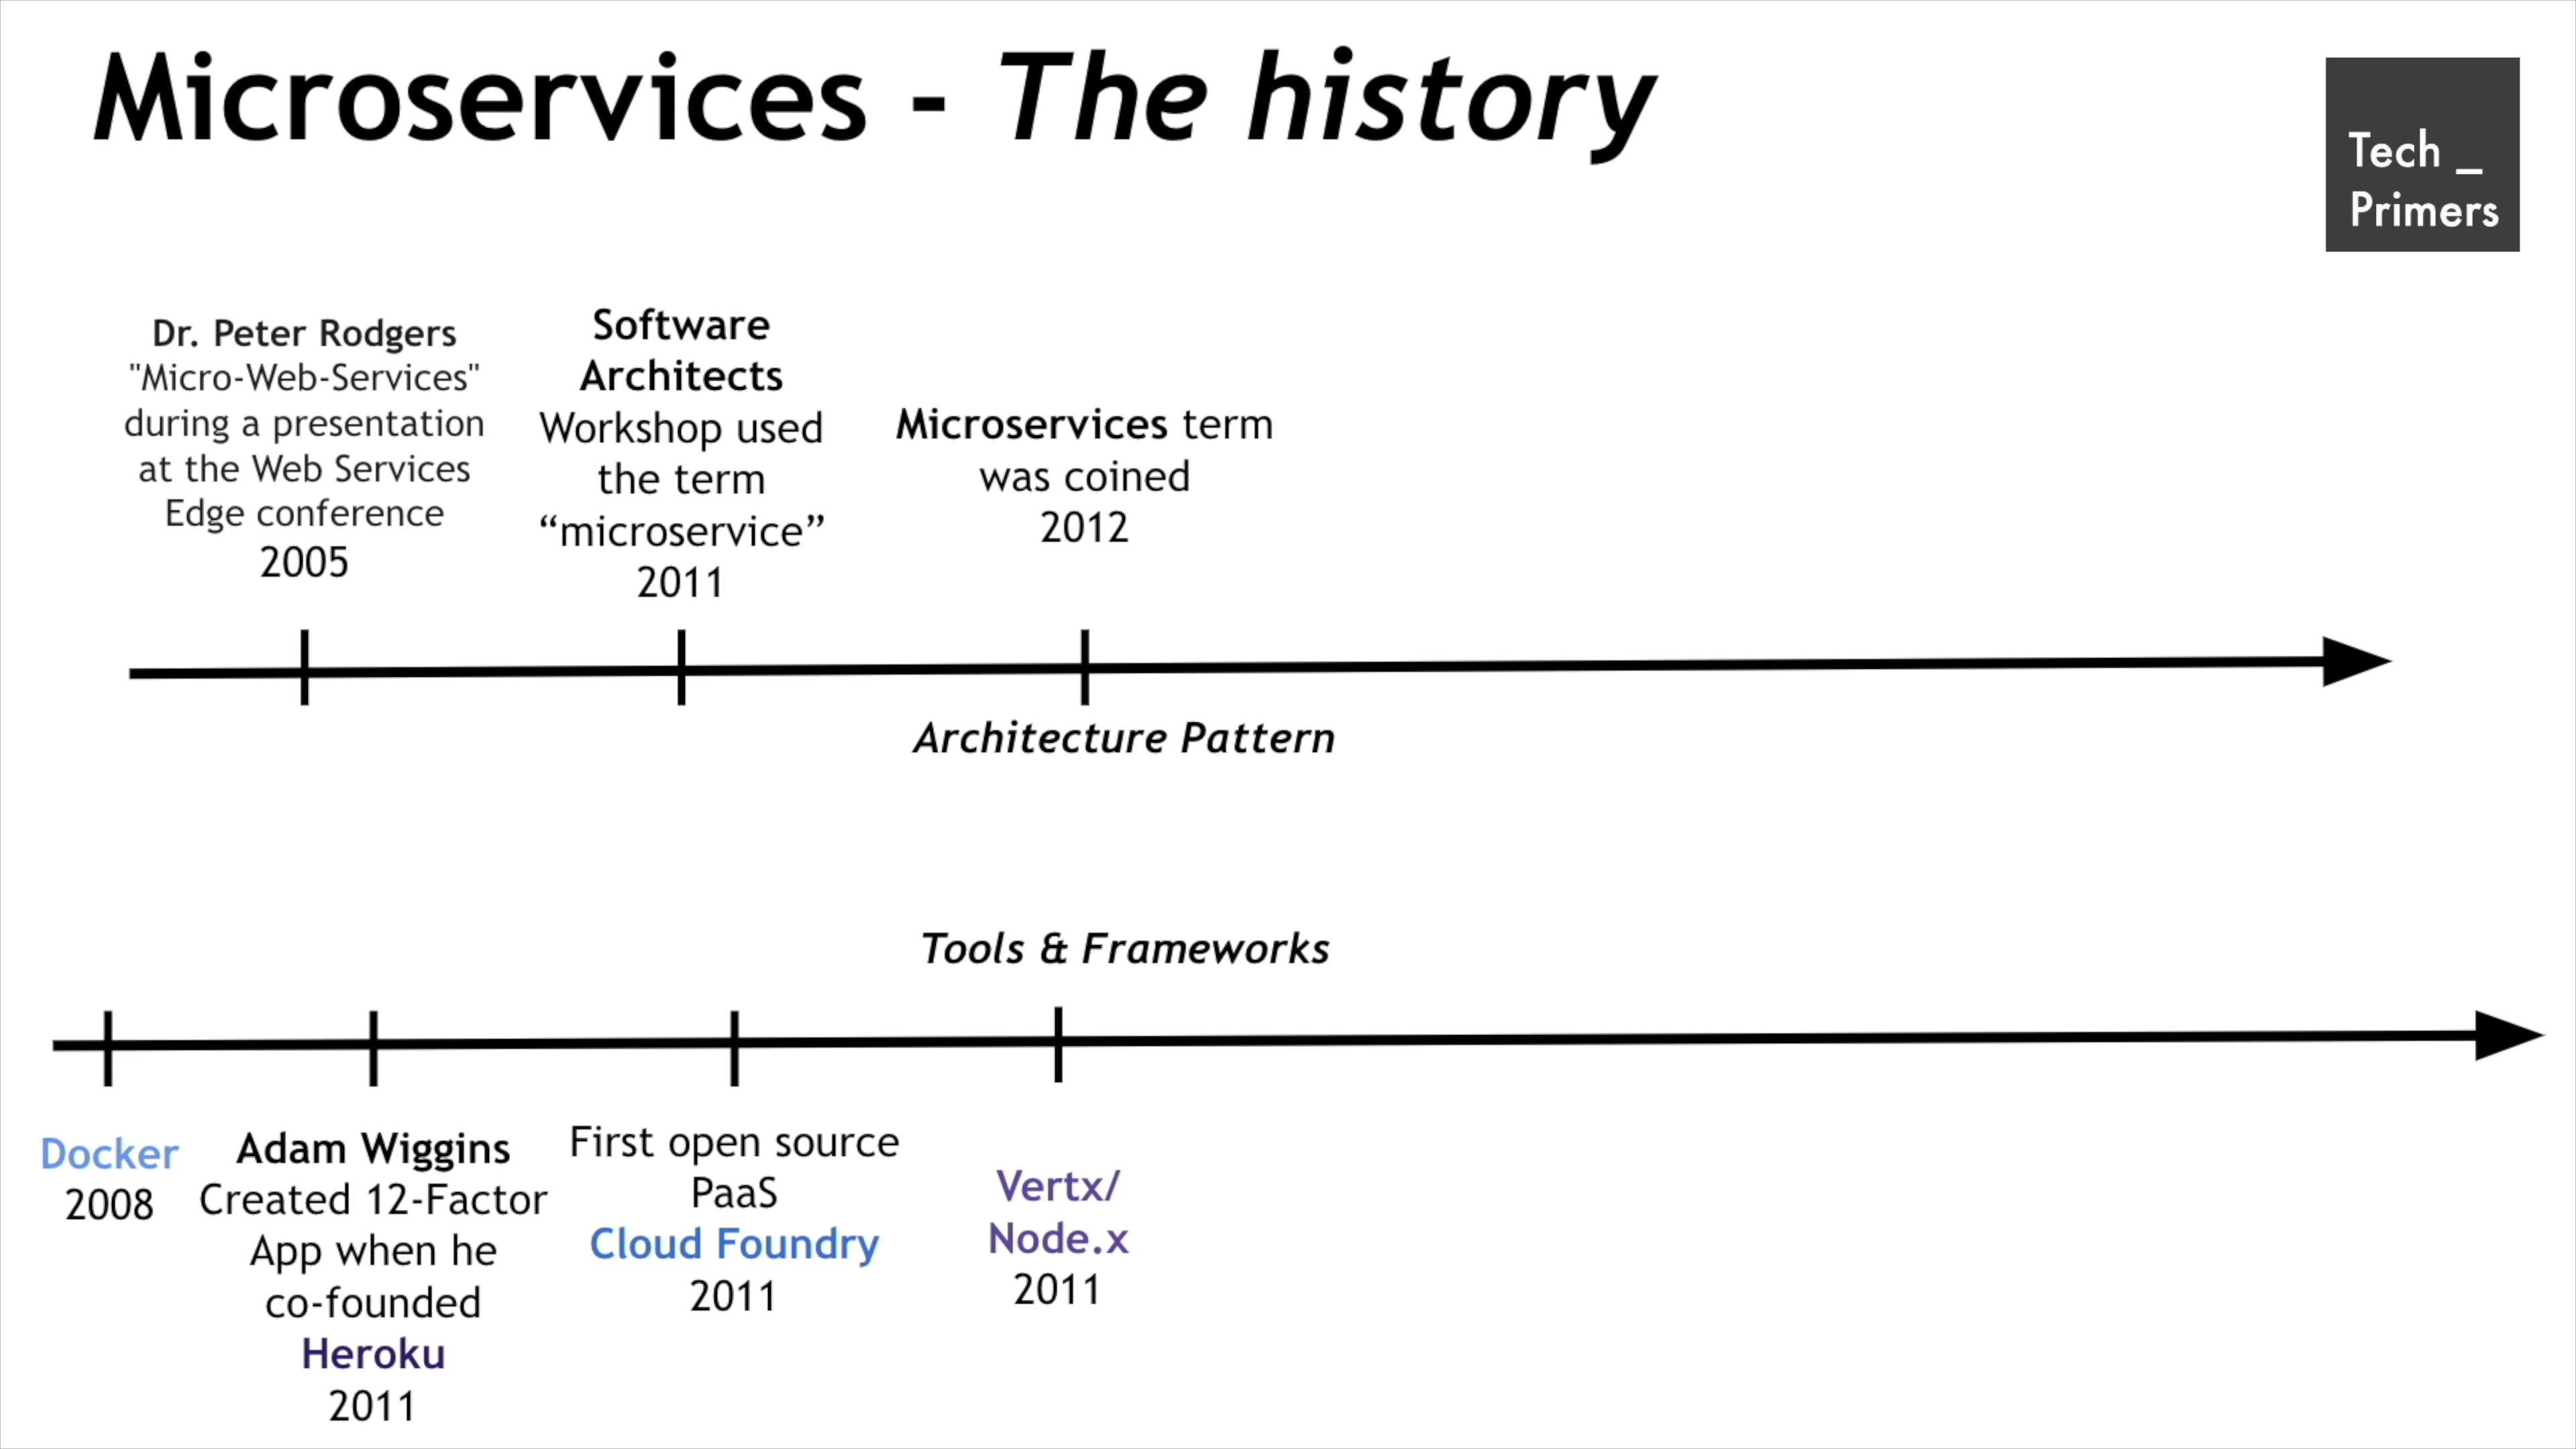 Microservices - The history
Tech _
Primers
Dr. Peter Rodgers
"Micro-Web-Services"
during a presentation
at the Web Services
Edge conference
2005
Software
Architects
Workshop used
the term
“microservice”
2011
Microservices term
was coined
2012
Architecture Pattern
Tools & Frameworks
Docker
2008
Adam Wiggins
Created 12-Factor
App when he
co-founded
Heroku
2011
First open source
PaaS
Cloud Foundry
2011
Vertx/
Node.x
2011